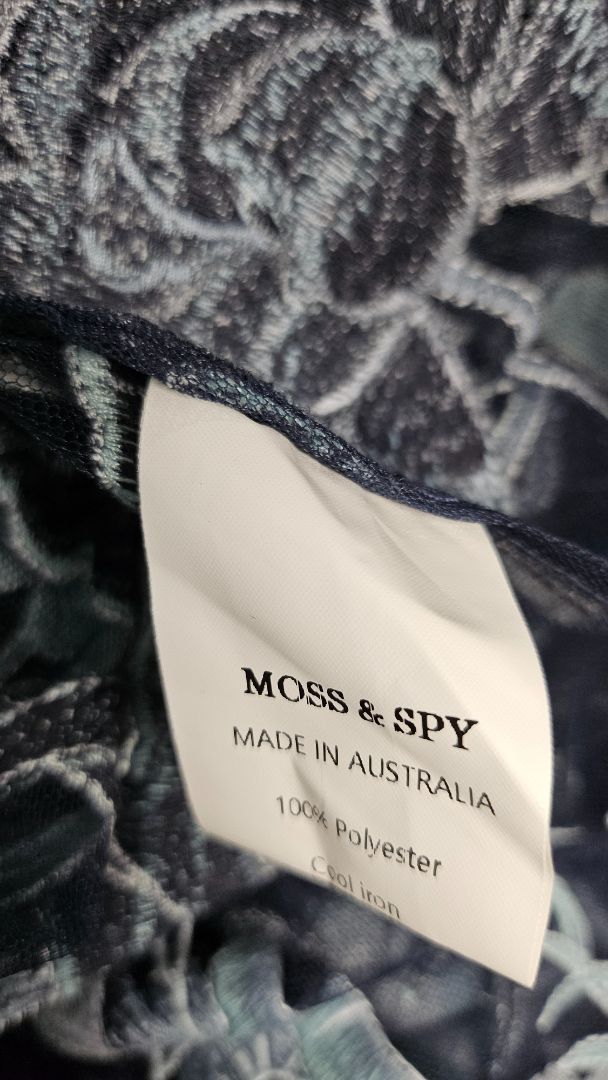 MOSS & SPY
MADE IN AUSTRALIA
100% Polyester
Cool iron